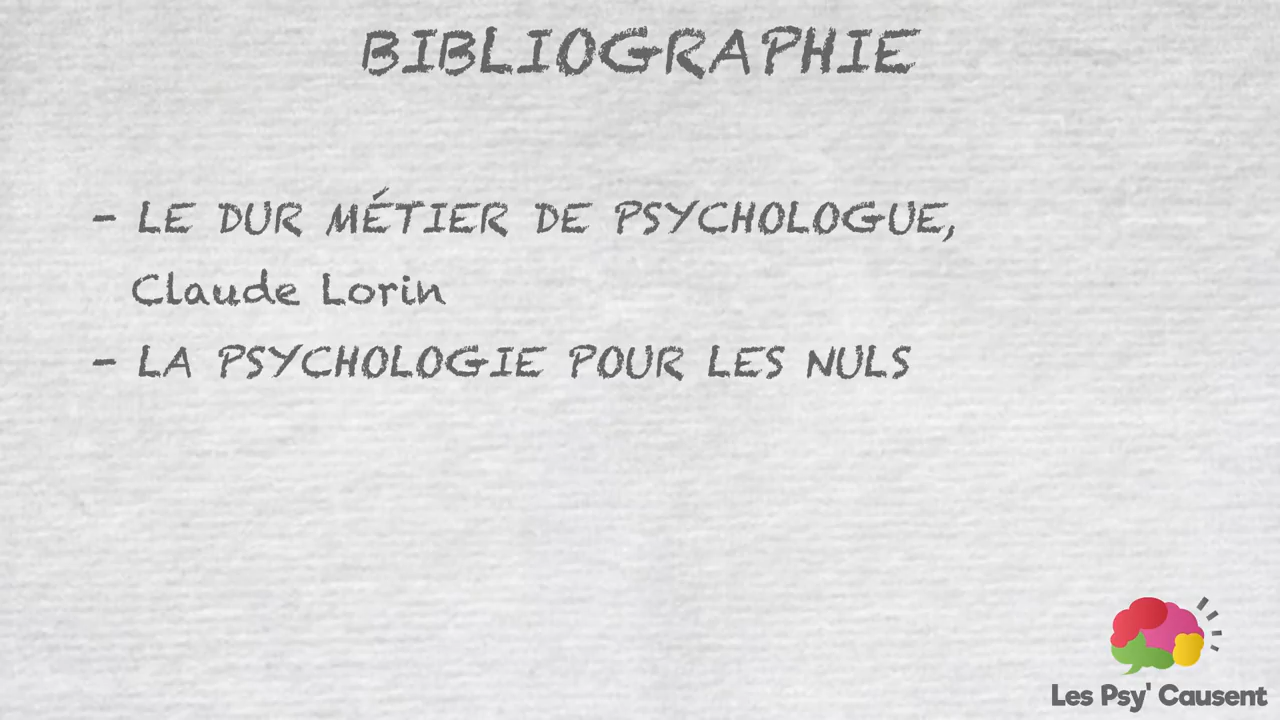 BIBLIOGRAPHIE
- LE DUR MÉTIER DE PSYCHOLOGUE,
Claude Lorin
- LA PSYCHOLOGIE POUR LES NULS
Les Psy' Causent